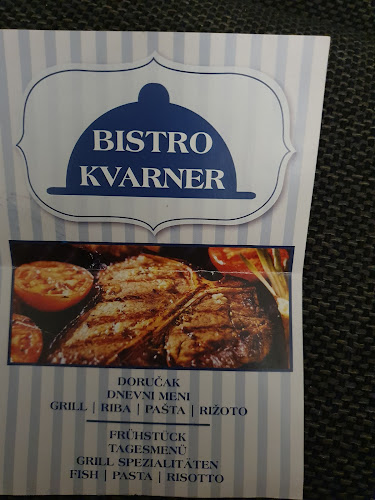 BISTRO
KVARNER
DORUČAK
DNEVNI MENI
GRILL | RIBA | PAŠTA | RIŽOTO
FRÜHSTÜCK
TAGESMENÜ
GRILL SPEZIALITÄTEN
FISH | PASTA | RISOTTO